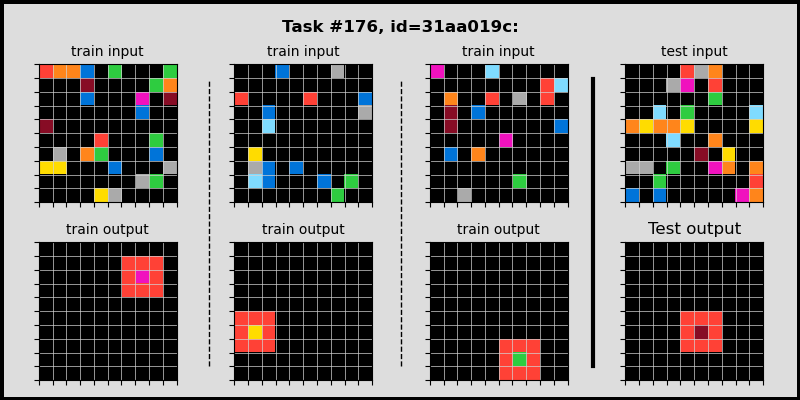 Task #176, id=31aa019c:
train input
train input
train input
test input
train output
train output
train output
Test output